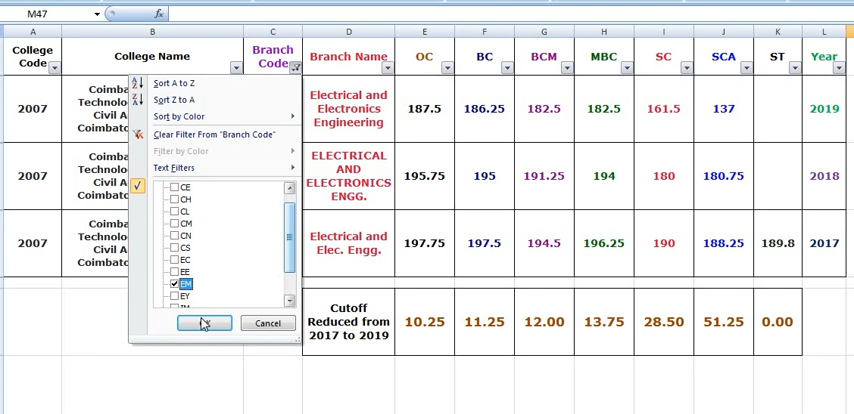 M47
fx
A B C D E F G H I J K L
College Code College Name Branch Code Branch Name OC BC BCM MBC SC SCA ST Year
Sort A to Z
Sort Z to A
Sort by Color
Clear Filter From "Branch Code"
Filter by Color
Text Filters
CE
CH
CL
CM
CN
CS
EC
EE
EM
EY
Cancel
2007
Coimba
Technolo
Civil A
Coimbato
Electrical and
Electronics
Engineering
187.5 186.25 182.5 182.5 161.5 137 2019
2007
Coimba
Technolo
Civil A
Coimbato
ELECTRICAL
AND
ELECTRONICS
ENGG.
195.75 195 191.25 194 180 180.75 2018
2007
Coimba
Technolo
Civil A
Coimbato
Electrical and
Elec. Engg.
197.75 197.5 194.5 196.25 190 188.25 189.8 2017
Cutoff
Reduced from
2017 to 2019
10.25 11.25 12.00 13.75 28.50 51.25 0.00